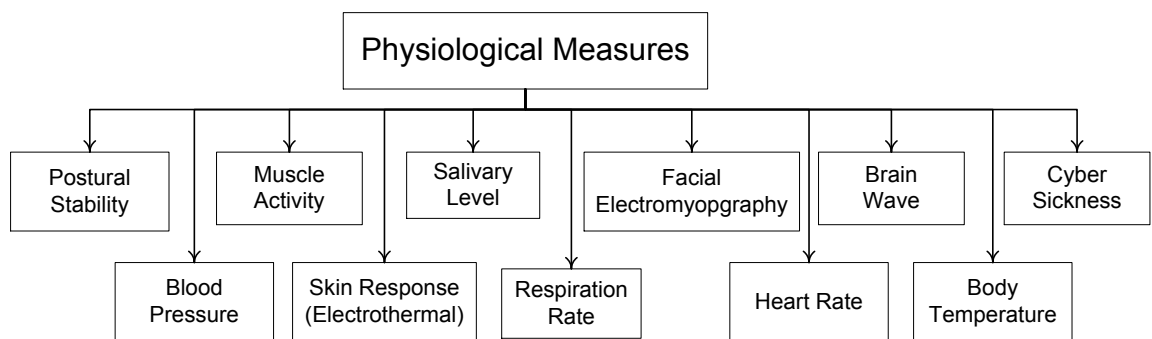 Physiological Measures
Postural
Stability
Muscle
Activity
Salivary
Level
Facial
Electromyopgraphy
Brain
Wave
Cyber
Sickness
Blood
Pressure
Skin Response
(Electrothermal)
Respiration
Rate
Heart Rate
Body
Temperature